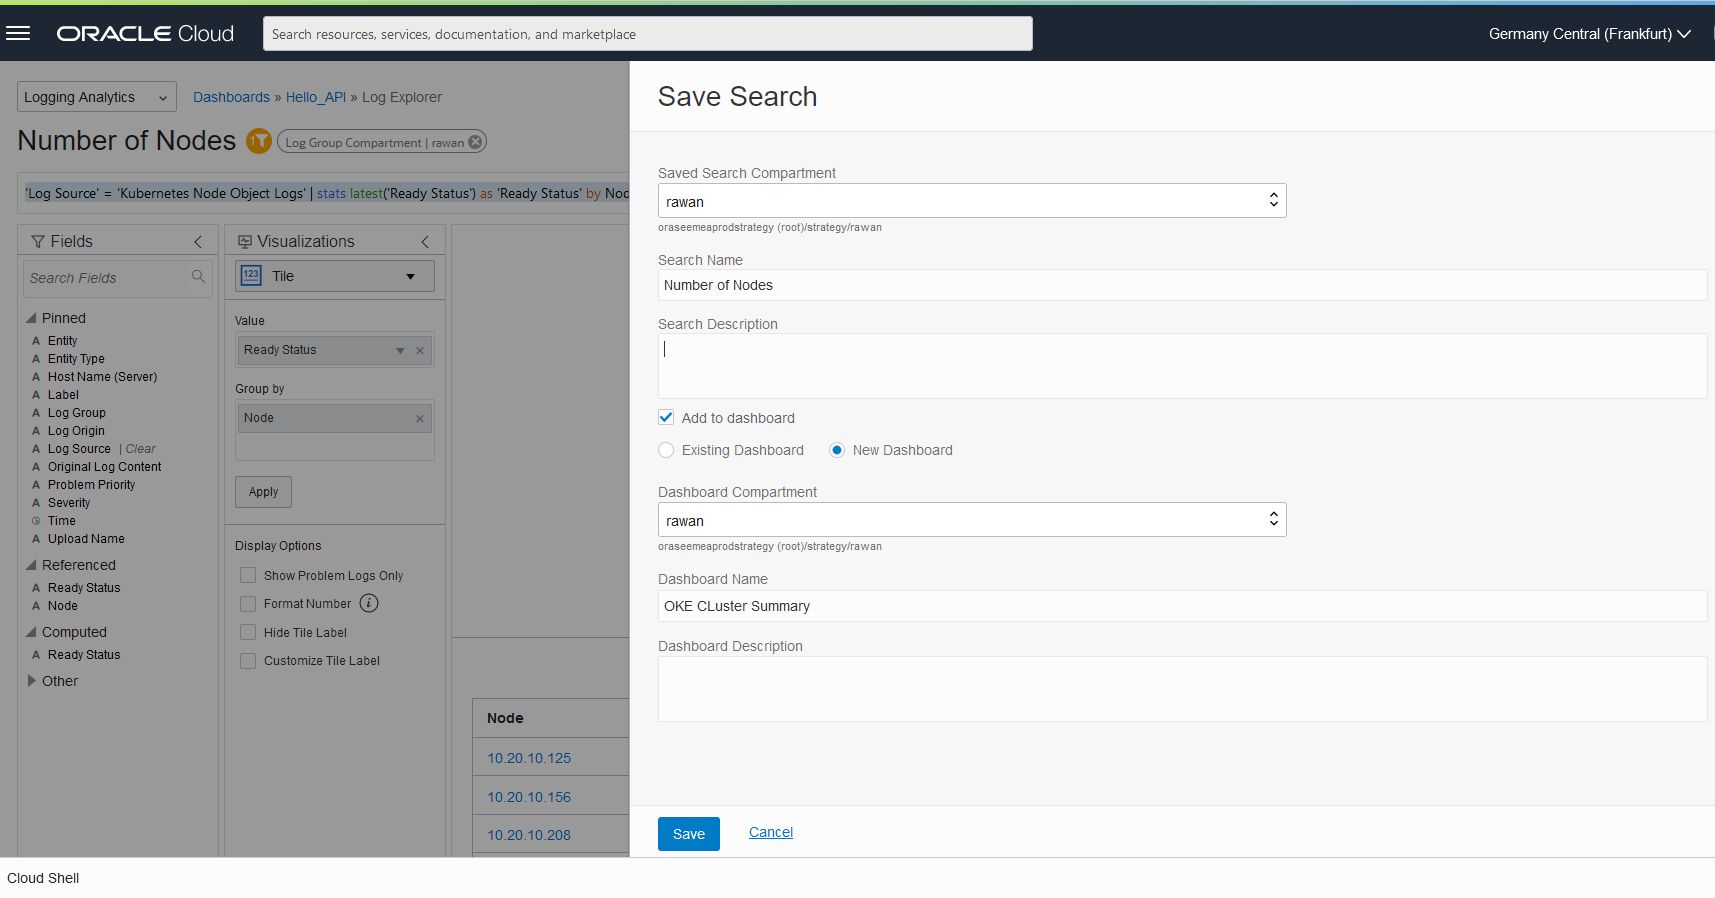 ORACLE Cloud
Search resources, services, documentation, and marketplace
Germany Central (Frankfurt)
Logging Analytics
Dashboards » Hello_API » Log Explorer
Number of Nodes
1
Log Group Compartment | rawan
'Log Source' = 'Kubernetes Node Object Logs' | stats latest('Ready Status') as 'Ready Status' by Nod
Fields
Search Fields
Pinned
A Entity
A Entity Type
A Host Name (Server)
A Label
A Log Group
A Log Origin
A Log Source | Clear
A Original Log Content
A Problem Priority
A Severity
Time
A Upload Name
Referenced
A Ready Status
A Node
Computed
A Ready Status
Other
Visualizations
123 Tile
Value
Ready Status
Group by
Node
Apply
Display Options
Show Problem Logs Only
Format Number i
Hide Tile Label
Customize Tile Label
Node
10.20.10.125
10.20.10.156
10.20.10.208
Save Search
Saved Search Compartment
rawan
oraseemeaprodstrategy (root)/strategy/rawan
Search Name
Number of Nodes
Search Description
Add to dashboard
Existing Dashboard New Dashboard
Dashboard Compartment
rawan
oraseemeaprodstrategy (root)/strategy/rawan
Dashboard Name
OKE CLuster Summary
Dashboard Description
Save Cancel
Cloud Shell